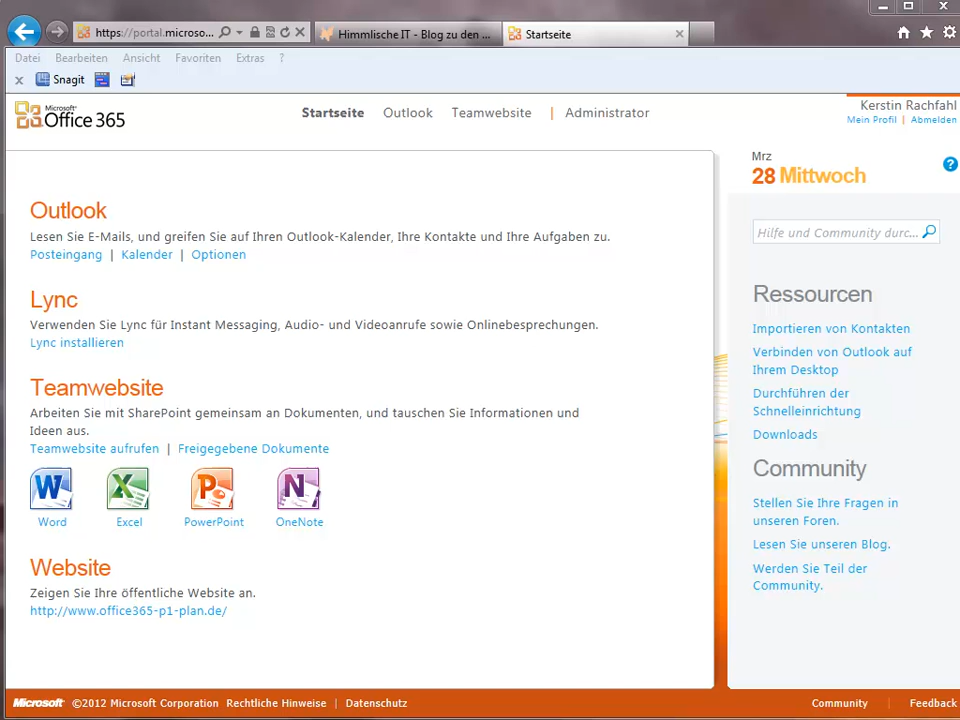 https://portal.microso...
Himmlische IT - Blog zu den ...
Startseite
Datei Bearbeiten Ansicht Favoriten Extras ?
x Snagit
Microsoft®
Office 365
Startseite Outlook Teamwebsite | Administrator
Kerstin Rachfahl
Mein Profil | Abmelden
Mrz
28 Mittwoch
?
Outlook
Lesen Sie E-Mails, und greifen Sie auf Ihren Outlook-Kalender, Ihre Kontakte und Ihre Aufgaben zu.
Posteingang | Kalender | Optionen
Lync
Verwenden Sie Lync für Instant Messaging, Audio- und Videoanrufe sowie Onlinebesprechungen.
Lync installieren
Teamwebsite
Arbeiten Sie mit SharePoint gemeinsam an Dokumenten, und tauschen Sie Informationen und
Ideen aus.
Teamwebsite aufrufen | Freigegebene Dokumente
Word Excel PowerPoint OneNote
Website
Zeigen Sie Ihre öffentliche Website an.
http://www.office365-p1-plan.de/
Hilfe und Community durc...
Ressourcen
Importieren von Kontakten
Verbinden von Outlook auf
Ihrem Desktop
Durchführen der
Schnelleinrichtung
Downloads
Community
Stellen Sie Ihre Fragen in
unseren Foren.
Lesen Sie unseren Blog.
Werden Sie Teil der
Community.
Microsoft ©2012 Microsoft Corporation Rechtliche Hinweise | Datenschutz
Community | Feedback